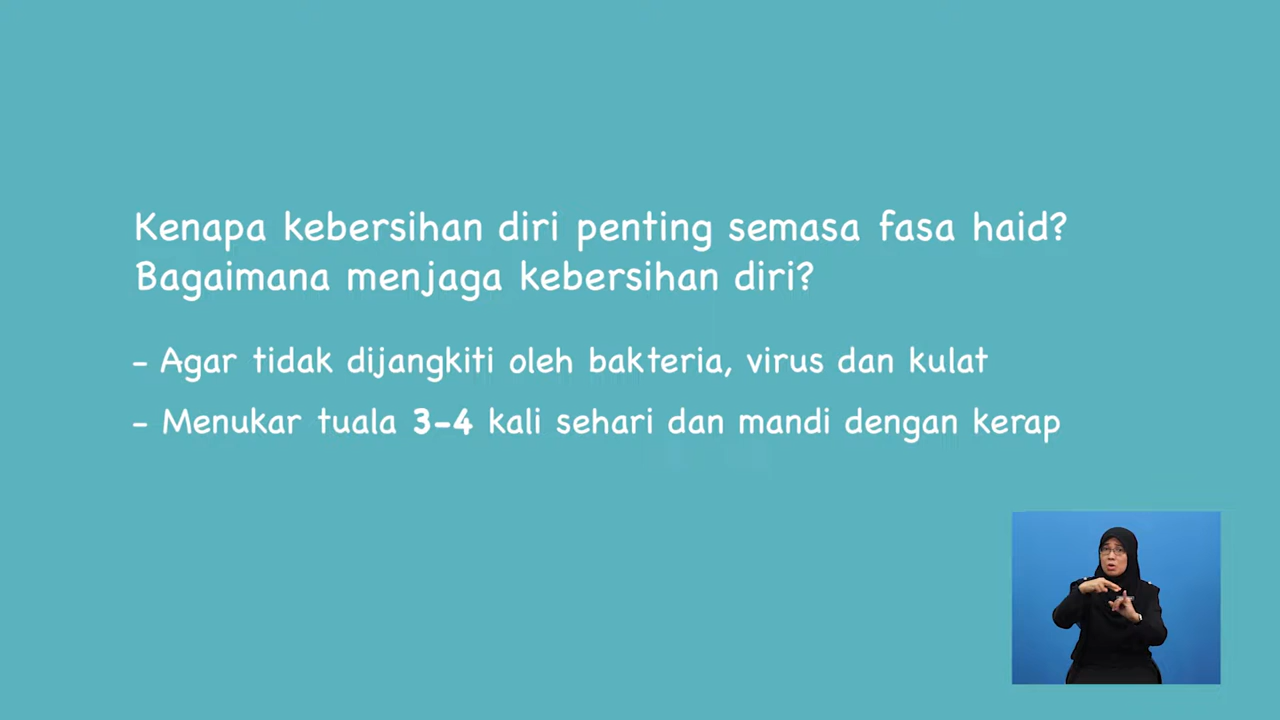 Kenapa kebersihan diri penting semasa fasa haid?
Bagaimana menjaga kebersihan diri?
- Agar tidak dijangkiti oleh bakteria, virus dan kulat
- Menukar tuala 3-4 kali sehari dan mandi dengan kerap